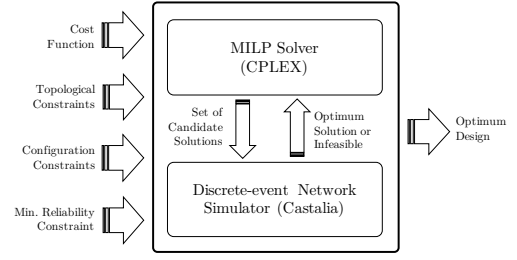 Cost
Function
Topological
Constraints
Configuration
Constraints
Min. Reliability
Constraint
MILP Solver
(CPLEX)
Set of
Candidate
Solutions
Optimum
Solution or
Infeasible
Discrete-event Network
Simulator (Castalia)
Optimum
Design